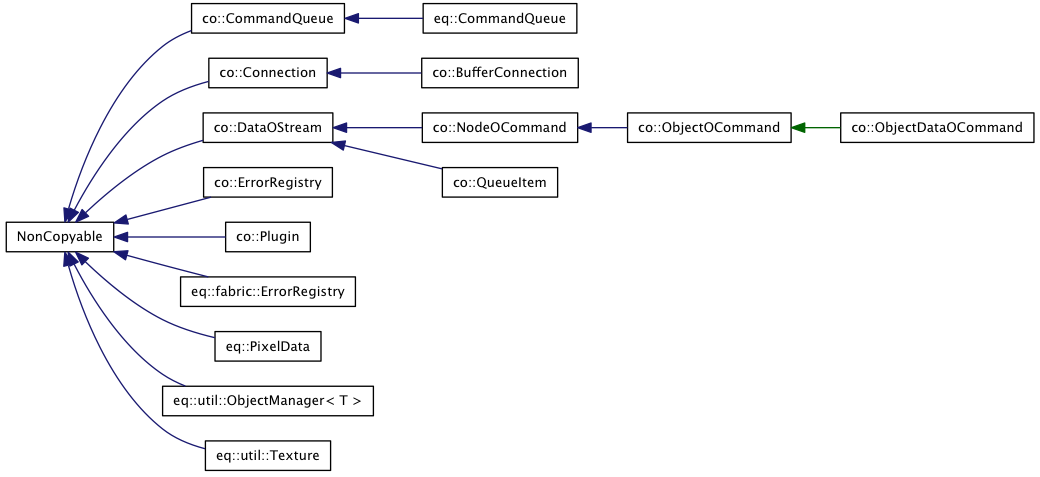 co::CommandQueue
eq::CommandQueue
co::Connection
co::BufferConnection
co::DataOStream
co::NodeOCommand
co::ObjectOCommand
co::ObjectDataOCommand
co::ErrorRegistry
co::QueueItem
NonCopyable
co::Plugin
eq::fabric::ErrorRegistry
eq::PixelData
eq::util::ObjectManager< T >
eq::util::Texture